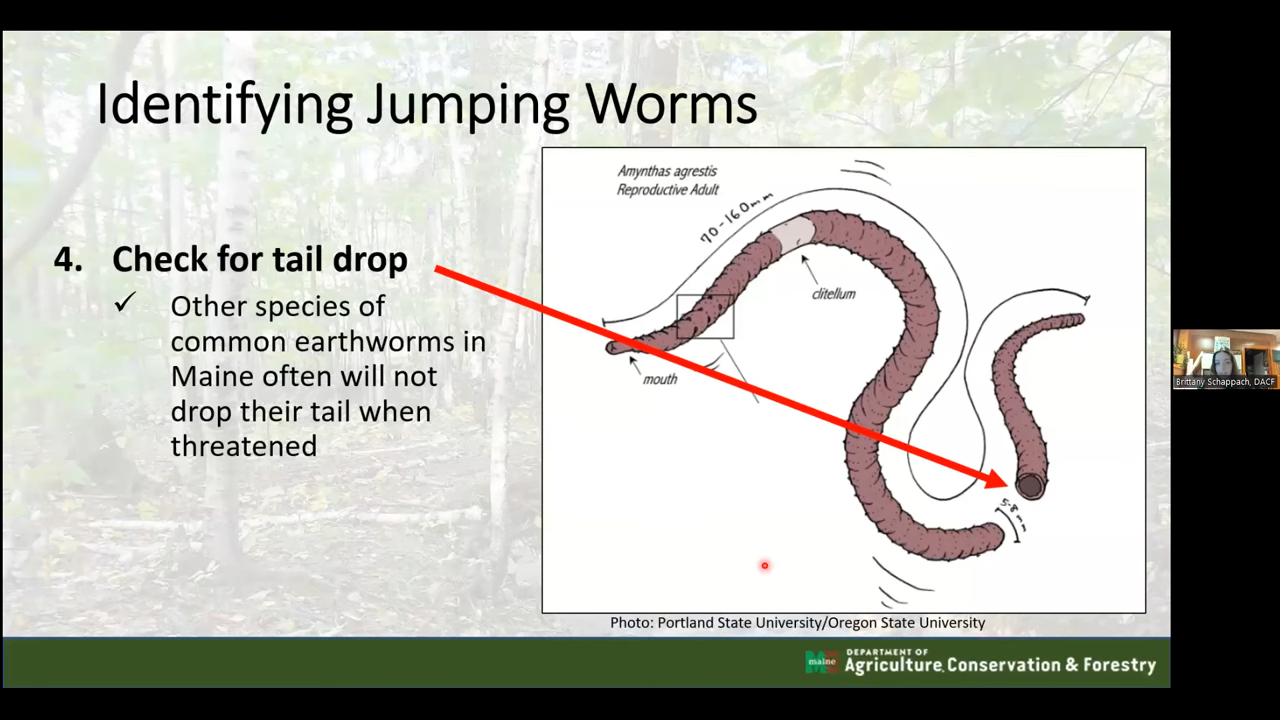 Identifying Jumping Worms
4. Check for tail drop
✓ Other species of
common earthworms in
Maine often will not
drop their tail when
threatened
Amynthas agrestis
Reproductive Adult
70-160mm
clitellum
mouth
5-8 mm
Photo: Portland State University/Oregon State University
maine
DEPARTMENT OF
Agriculture, Conservation & Forestry
Brittany Schappach, DACF